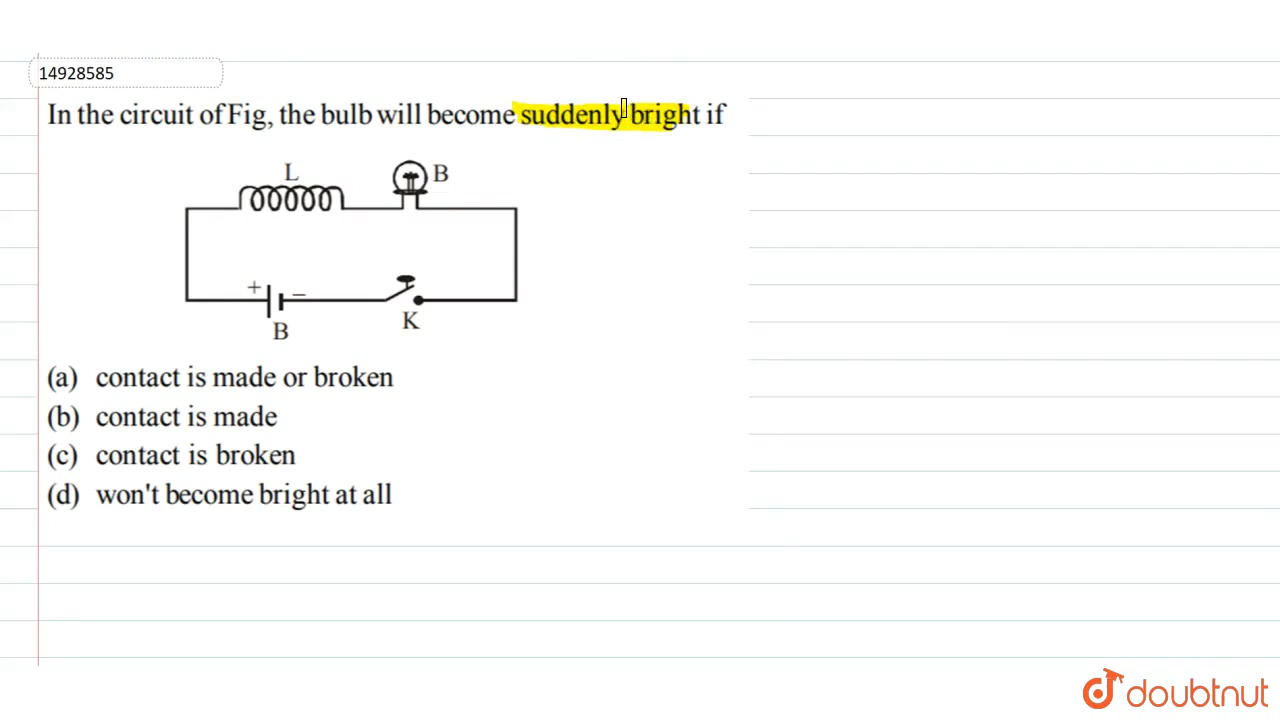 14928585
In the circuit of Fig, the bulb will become suddenly bright if
L
B
+
−
B
K
(a) contact is made or broken
(b) contact is made
(c) contact is broken
(d) won't become bright at all
doubtnut